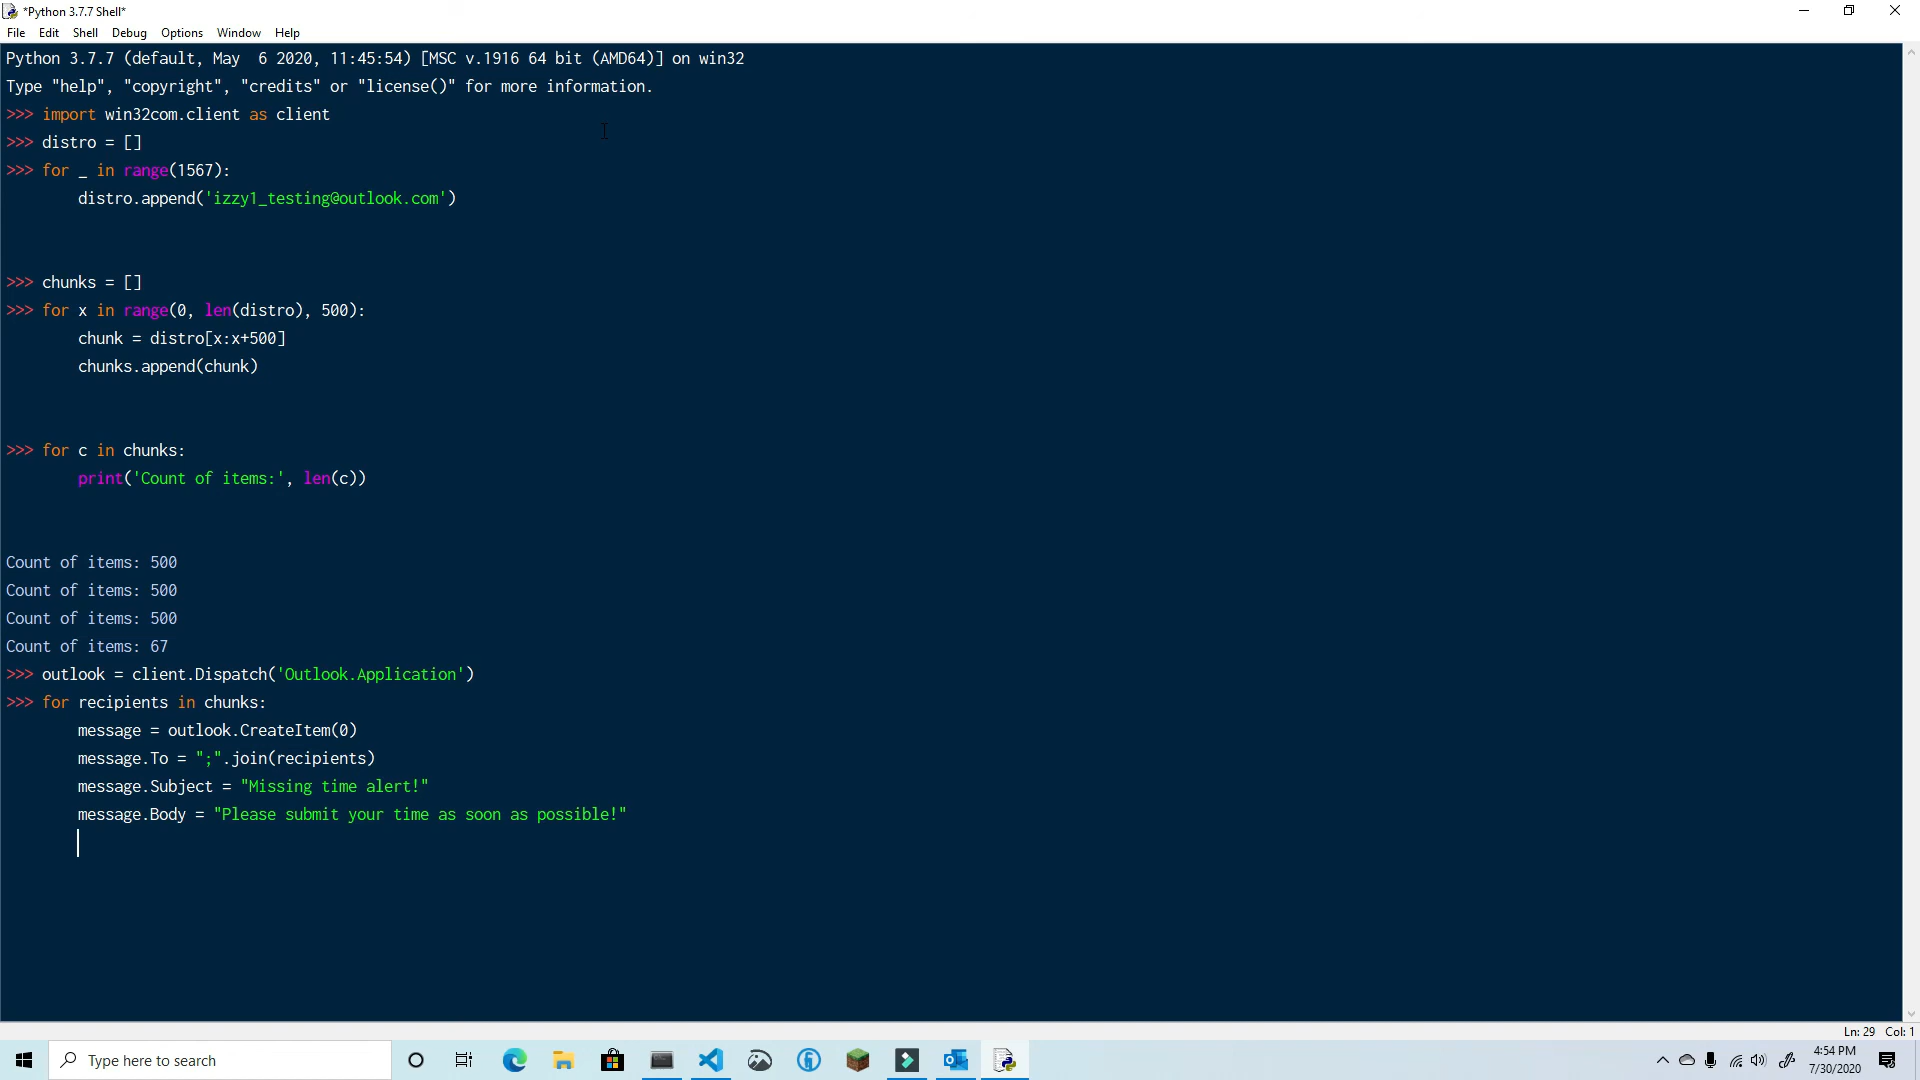 *Python 3.7.7 Shell*
File Edit Shell Debug Options Window Help
Python 3.7.7 (default, May  6 2020, 11:45:54) [MSC v.1916 64 bit (AMD64)] on win32
Type "help", "copyright", "credits" or "license()" for more information.
>>> import win32com.client as client
>>> distro = []
>>> for _ in range(1567):
        distro.append('izzy1_testing@outlook.com')
>>> chunks = []
>>> for x in range(0, len(distro), 500):
        chunk = distro[x:x+500]
        chunks.append(chunk)
>>> for c in chunks:
        print('Count of items:', len(c))
Count of items: 500
Count of items: 500
Count of items: 500
Count of items: 67
>>> outlook = client.Dispatch('Outlook.Application')
>>> for recipients in chunks:
        message = outlook.CreateItem(0)
        message.To = ";".join(recipients)
        message.Subject = "Missing time alert!"
        message.Body = "Please submit your time as soon as possible!"
Ln: 29 Col: 1
Type here to search
4:54 PM
7/30/2020